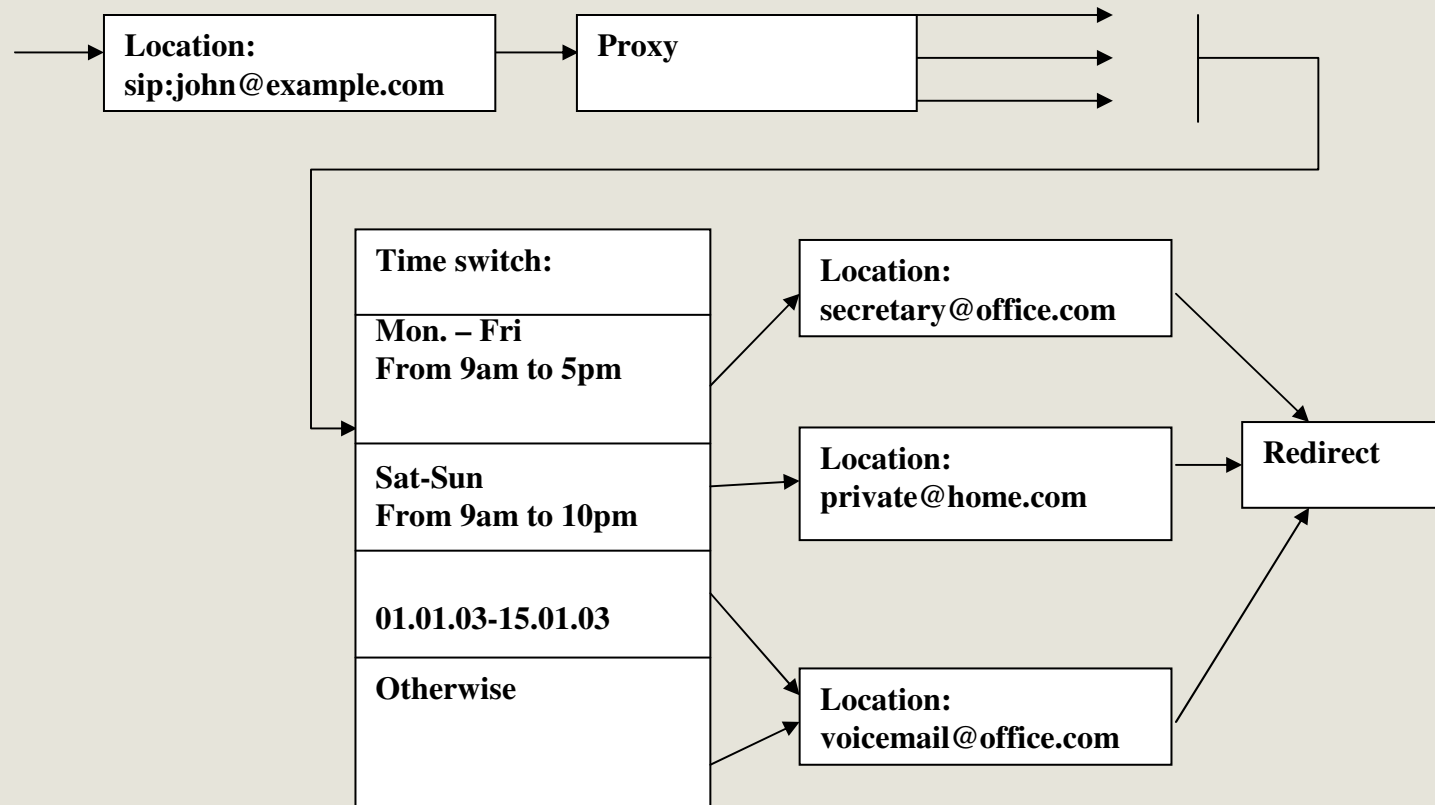 Location:
sip:john@example.com
Proxy
Time switch:
Mon. – Fri
From 9am to 5pm
Sat-Sun
From 9am to 10pm
01.01.03-15.01.03
Otherwise
Location:
secretary@office.com
Location:
private@home.com
Location:
voicemail@office.com
Redirect